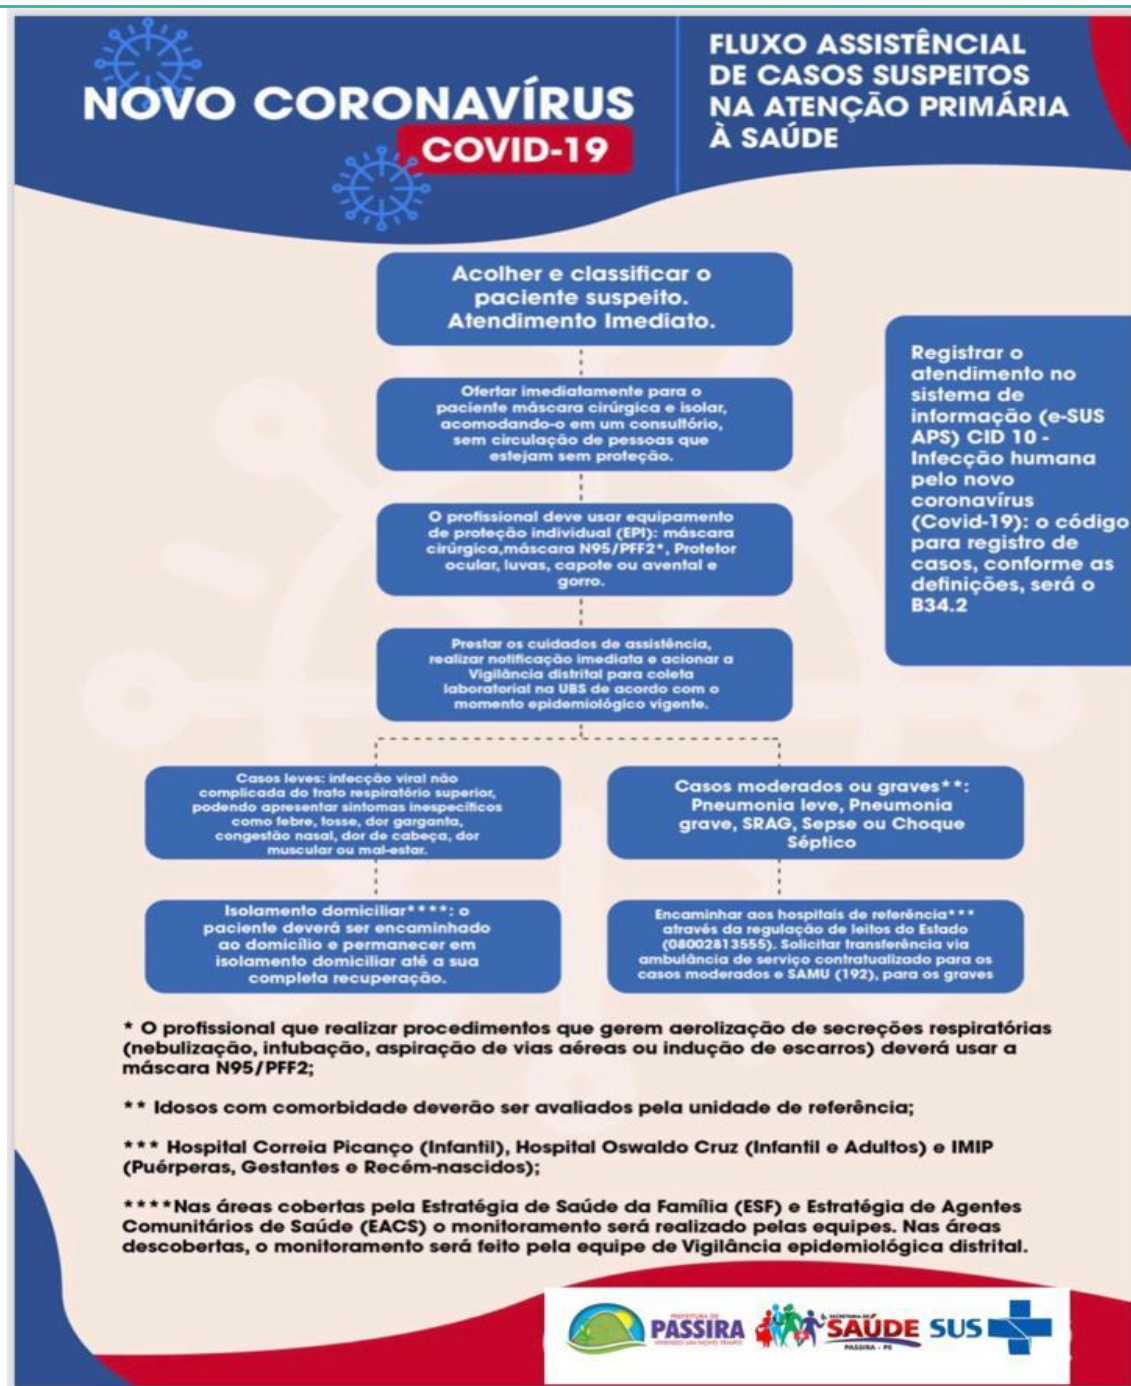 NOVO CORONAVÍRUS
COVID-19
FLUXO ASSISTÊNCIAL
DE CASOS SUSPEITOS
NA ATENÇÃO PRIMÁRIA
À SAÚDE
Acolher e classificar o
paciente suspeito.
Atendimento Imediato.
Ofertar imediatamente para o
paciente máscara cirúrgica e isolar,
acomodando-o em um consultório,
sem circulação de pessoas que
estejam sem proteção.
O profissional deve usar equipamento
de proteção individual (EPI): máscara
cirúrgica,máscara N95/PFF2*, Protetor
ocular, luvas, capote ou avental e
gorro.
Prestar os cuidados de assistência,
realizar notificação imediata e acionar a
Vigilância distrital para coleta
laboratorial na UBS de acordo com o
momento epidemiológico vigente.
Registrar o
atendimento no
sistema de
informação (e-SUS
APS) CID 10 -
Infecção humana
pelo novo
coronavírus
(Covid-19): o código
para registro de
casos, conforme as
definições, será o
B34.2
Casos leves: infecção viral não
complicada do trato respiratório superior,
podendo apresentar sintomas inespecíficos
como febre, tosse, dor garganta,
congestão nasal, dor de cabeça, dor
muscular ou mal-estar.
Casos moderados ou graves**:
Pneumonia leve, Pneumonia
grave, SRAG, Sepse ou Choque
Séptico
Isolamento domiciliar****: o
paciente deverá ser encaminhado
ao domicílio e permanecer em
isolamento domiciliar até a sua
completa recuperação.
Encaminhar aos hospitais de referência***
através da regulação de leitos do Estado
(08002813555). Solicitar transferência via
ambulância de serviço contratualizado para os
casos moderados e SAMU (192), para os graves
* O profissional que realizar procedimentos que gerem aerolização de secreções respiratórias
(nebulização, intubação, aspiração de vias aéreas ou indução de escarros) deverá usar a
máscara N95/PFF2;
** Idosos com comorbidade deverão ser avaliados pela unidade de referência;
*** Hospital Correia Picanço (Infantil), Hospital Oswaldo Cruz (Infantil e Adultos) e IMIP
(Puérperas, Gestantes e Recém-nascidos);
****Nas áreas cobertas pela Estratégia de Saúde da Família (ESF) e Estratégia de Agentes
Comunitários de Saúde (EACS) o monitoramento será realizado pelas equipes. Nas áreas
descobertas, o monitoramento será feito pela equipe de Vigilância epidemiológica distrital.
PREFEITURA DE
PASSIRA
VIVENDO UM NOVO TEMPO
SECRETARIA DE
SAÚDE
PASSIRA - PE
SUS